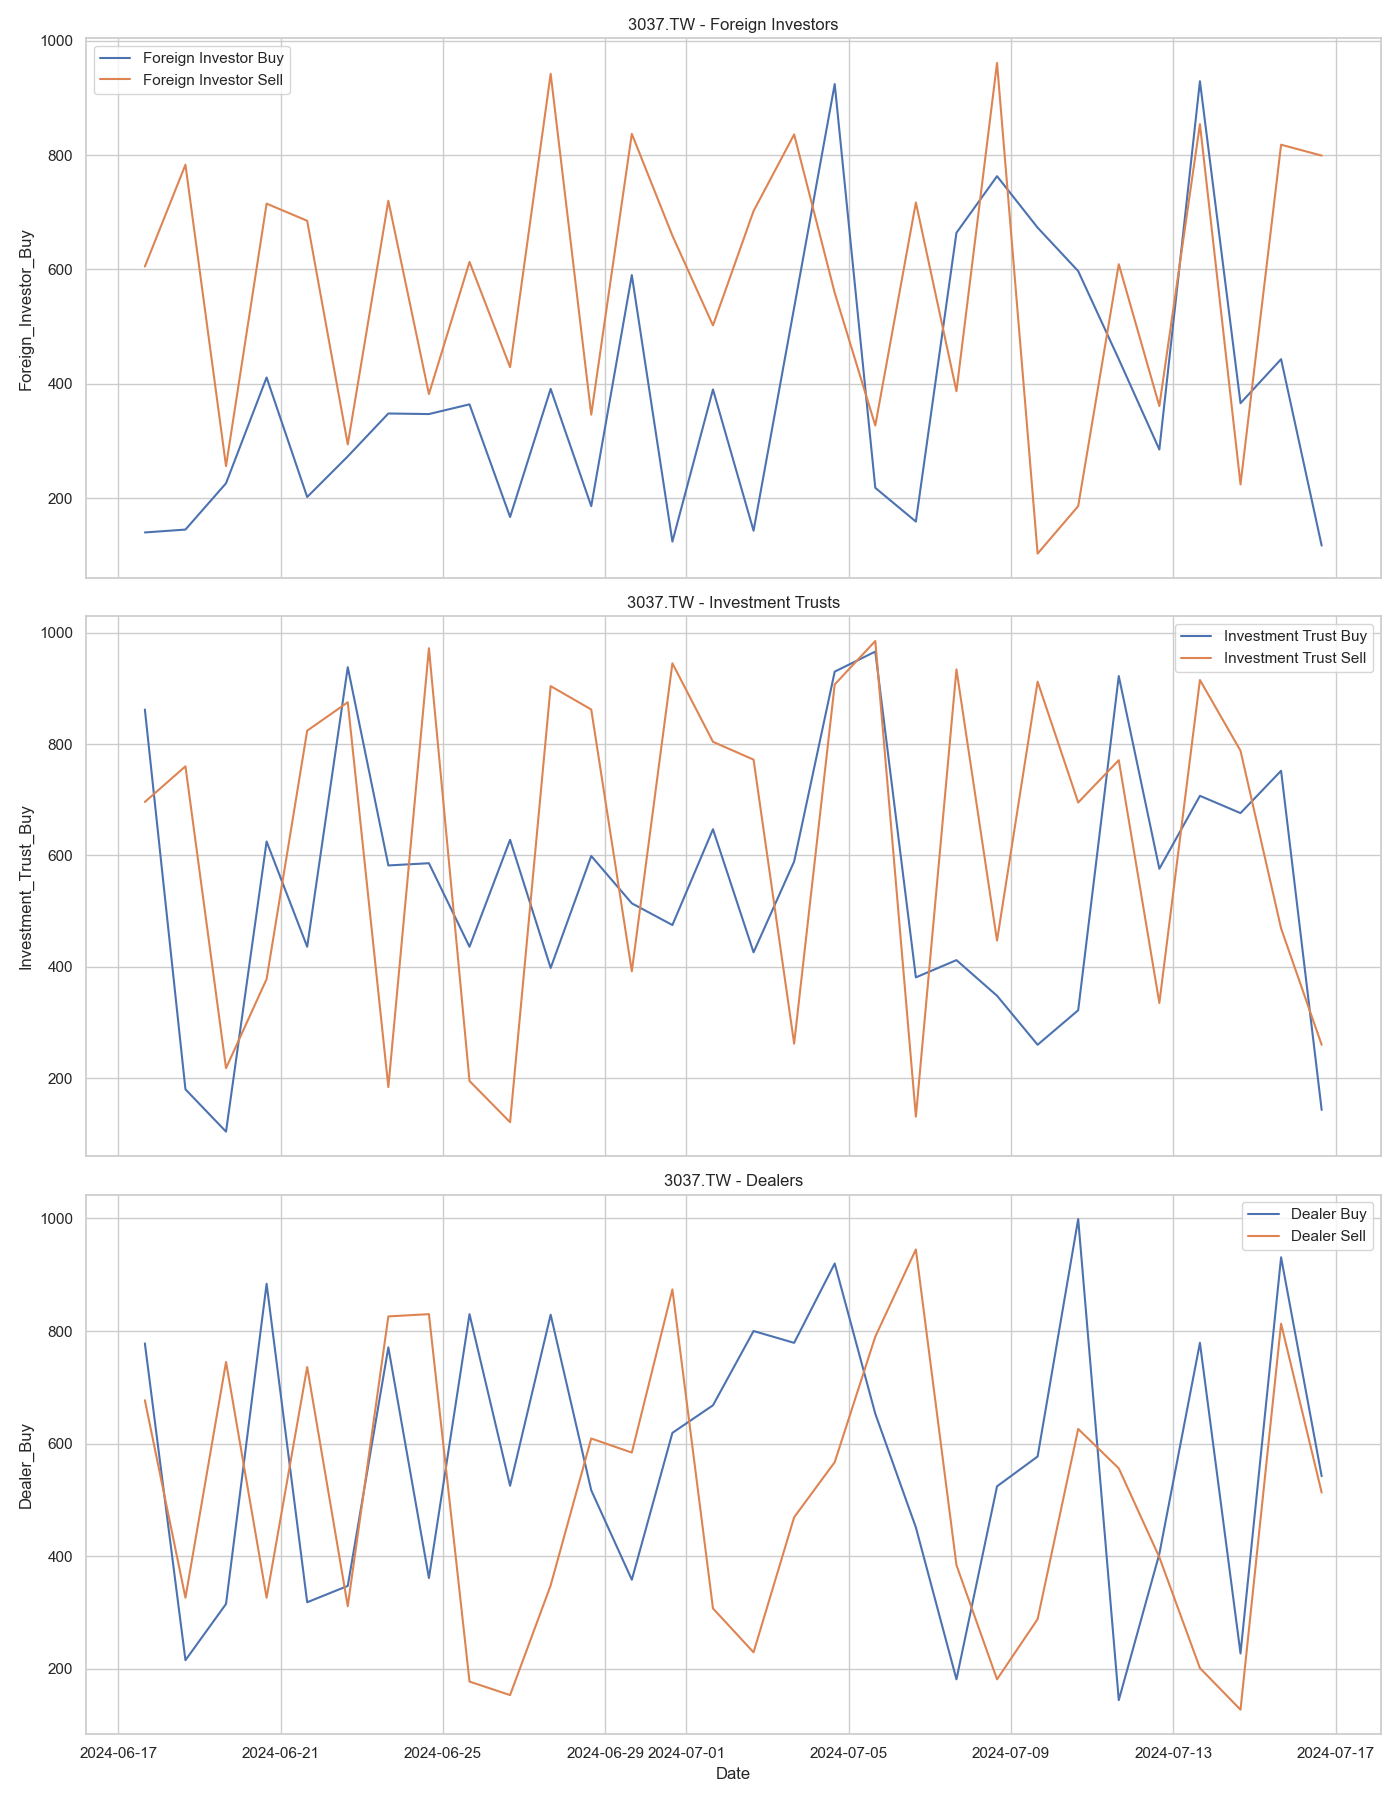 3037.TW - Foreign Investors
Foreign Investor Buy
Foreign Investor Sell
Foreign_Investor_Buy
1000
800
600
400
200
3037.TW - Investment Trusts
Investment Trust Buy
Investment Trust Sell
Investment_Trust_Buy
1000
800
600
400
200
3037.TW - Dealers
Dealer Buy
Dealer Sell
Dealer_Buy
1000
800
600
400
200
2024-06-17 2024-06-21 2024-06-25 2024-06-29 2024-07-01 2024-07-05 2024-07-09 2024-07-13 2024-07-17
Date